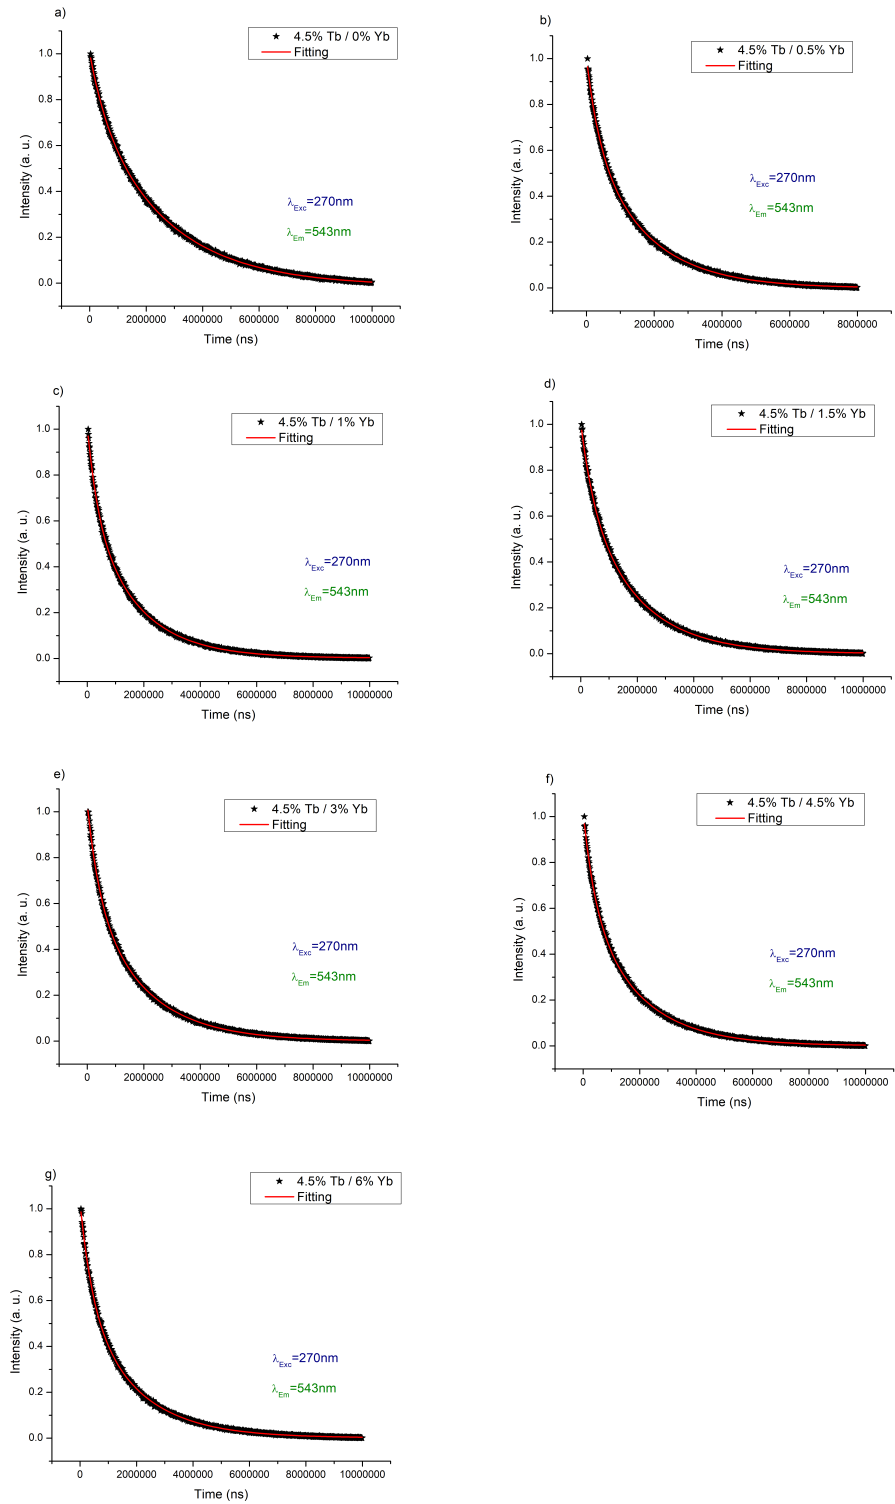 a)
4.5% Tb / 0% Yb
Fitting
1.0
0.8
0.6
0.4
0.2
0.0
Intensity (a. u.)
λExc=270nm
λEm=543nm
0 2000000 4000000 6000000 8000000 10000000
Time (ns)
b)
4.5% Tb / 0.5% Yb
Fitting
1.0
0.8
0.6
0.4
0.2
0.0
Intensity (a. u.)
λExc=270nm
λEm=543nm
0 2000000 4000000 6000000 8000000
Time (ns)
c)
4.5% Tb / 1% Yb
Fitting
1.0
0.8
0.6
0.4
0.2
0.0
Intensity (a. u.)
λExc=270nm
λEm=543nm
0 2000000 4000000 6000000 8000000 10000000
Time (ns)
d)
4.5% Tb / 1.5% Yb
Fitting
1.0
0.8
0.6
0.4
0.2
0.0
Intensity (a. u.)
λExc=270nm
λEm=543nm
0 2000000 4000000 6000000 8000000 10000000
Time (ns)
e)
4.5% Tb / 3% Yb
Fitting
1.0
0.8
0.6
0.4
0.2
0.0
Intensity (a. u.)
λExc=270nm
λEm=543nm
0 2000000 4000000 6000000 8000000 10000000
Time (ns)
f)
4.5% Tb / 4.5% Yb
Fitting
1.0
0.8
0.6
0.4
0.2
0.0
Intensity (a. u.)
λExc=270nm
λEm=543nm
0 2000000 4000000 6000000 8000000 10000000
Time (ns)
g)
4.5% Tb / 6% Yb
Fitting
1.0
0.8
0.6
0.4
0.2
0.0
Intensity (a. u.)
λExc=270nm
λEm=543nm
0 2000000 4000000 6000000 8000000 10000000
Time (ns)